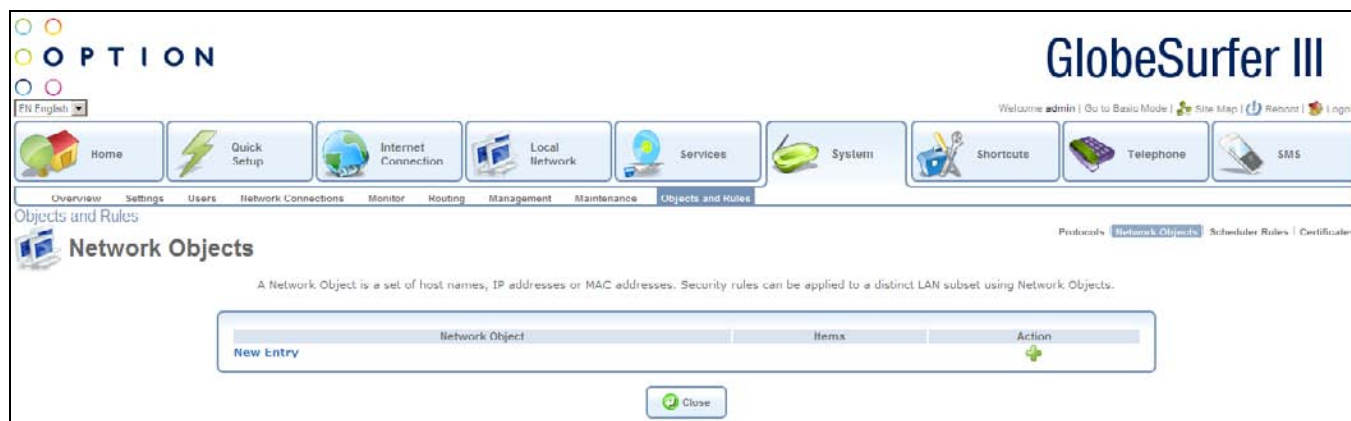 OPTION
GlobeSurfer III
EN English
Welcome admin | Go to Basic Mode | Site Map | Reboot | Logo
Home
Quick Setup
Internet Connection
Local Network
Services
System
Shortcuts
Telephone
SMS
Overview Settings Users Network Connections Monitor Routing Management Maintenance Objects and Rules
Objects and Rules
Protocols | Network Objects | Scheduler Rules | Certificates
Network Objects
A Network Object is a set of host names, IP addresses or MAC addresses. Security rules can be applied to a distinct LAN subset using Network Objects.
Network Object Items Action
New Entry
Close